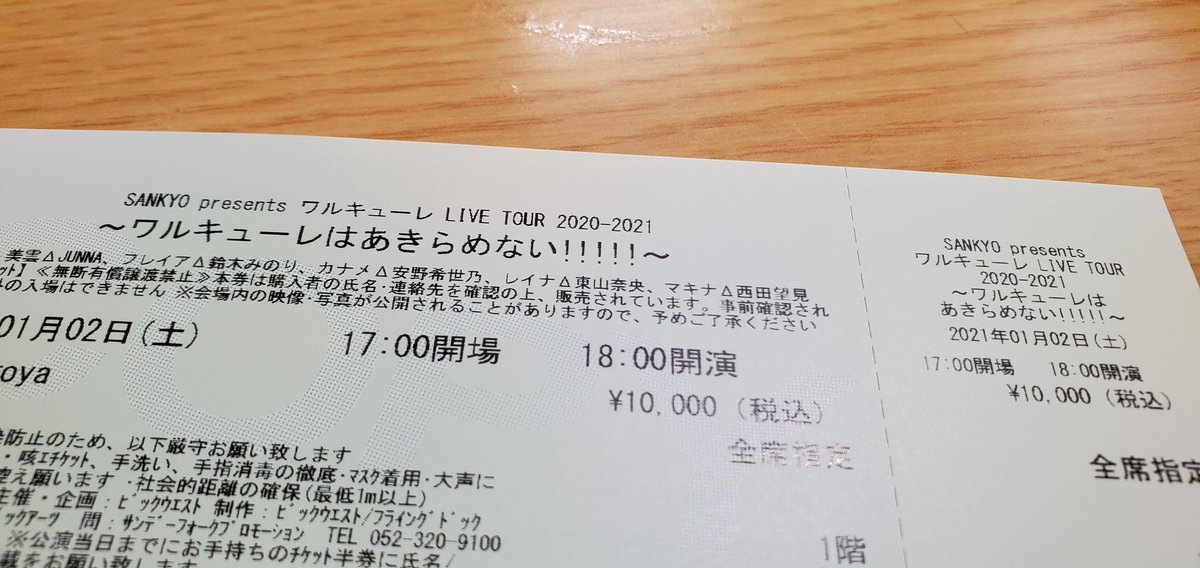 SANKYO presents ワルキューレ LIVE TOUR 2020-2021
～ワルキューレはあきらめない!!!!!～
美雲△JUNNA、フレイア△鈴木みのり、カナメ△安野希世乃、レイナ△東山奈央、マキナ△西田望見
ット】≪無断有償譲渡禁止≫本券は購入者の氏名・連絡先を確認の上、販売されています。事前確認され
の入場はできません ※会場内の映像・写真が公開されることがありますので、予めご了承ください
01月02日(土) 17:00開場 18:00開演
oya
¥10,000 (税込)
全席指定
防止のため、以下厳守お願い致します
・咳エチケット、手洗い、手指消毒の徹底・マスク着用・大声に
控え願います ・社会的距離の確保(最低1m以上)
主催・企画：ビックウエスト 制作：ビックウエスト/フライングドック
ックアーツ 問：サンデーフォークプロモーション TEL 052-320-9100
※公演当日までにお手持ちのチケット半券に氏名/
載をお願い致します
1階
SANKYO presents
ワルキューレ LIVE TOUR
2020-2021
～ワルキューレは
あきらめない!!!!!～
2021年01月02日(土)
17:00開場 18:00開演
¥10,000 (税込)
全席指定